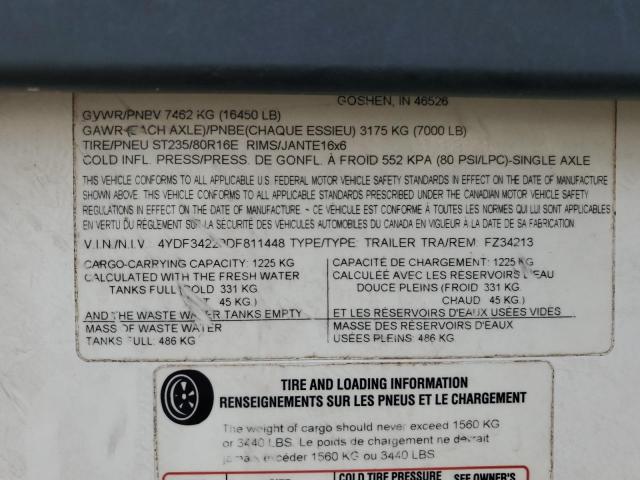 GOSHEN, IN 46526
GVWR/PNBV 7462 KG (16450 LB)
GAWR (EACH AXLE)/PNBE(CHAQUE ESSIEU) 3175 KG (7000 LB)
TIRE/PNEU ST235/80R16E RIMS/JANTE16x6
COLD INFL. PRESS/PRESS. DE GONFL. À FROID 552 KPA (80 PSI/LPC)-SINGLE AXLE
THIS VEHICLE CONFORMS TO ALL APPLICABLE U.S. FEDERAL MOTOR VEHICLE SAFETY STANDARDS IN EFFECT ON THE DATE OF MANUFACTURE
SHOWN ABOVE. THIS VEHICLE CONFORMS TO ALL APPLICABLE STANDARDS PRESCRIBED UNDER THE CANADIAN MOTOR VEHICLE SAFETY
REGULATIONS IN EFFECT ON THE DATE OF MANUFACTURE - CE VÉHICULE EST CONFORME À TOUTES LES NORMES QUI LUI SONT APPLICABLES
EN VERTU DU RÈGLEMENT SUR LA SÉCURITÉ DES VÉHICULES AUTOMOBILES DU CANADA EN VIGUEUR À LA DATE DE SA FABRICATION.
V.I.N./N.I.V. TYPE/TYPE: TRAILER TRA/REM: FZ34213
CARGO-CARRYING CAPACITY: 1225 KG
CALCULATED WITH THE FRESH WATER
TANKS FULL (COLD 331 KG
45 KG.)
AND THE WASTE WATER TANKS EMPTY
MASS OF WASTE WATER
TANKS FULL: 486 KG
CAPACITÉ DE CHARGEMENT: 1225 KG
CALCULÉE AVEC LES RÉSERVOIRS D'EAU
DOUCE PLEINS (FROID 331 KG.
CHAUD 45 KG.)
ET LES RÉSERVOIRS D'EAUX USÉES VIDES
MASSE DES RÉSERVOIRS D'EAUX
USÉES PLEINS: 486 KG
TIRE AND LOADING INFORMATION
RENSEIGNEMENTS SUR LES PNEUS ET LE CHARGEMENT
The weight of cargo should never exceed 1560 KG
or 3440 LBS. Le poids de chargement ne devrait
jamais excéder 1560 KG ou 3440 LBS.
COLD TIRE PRESSURE
SEE OWNER'S